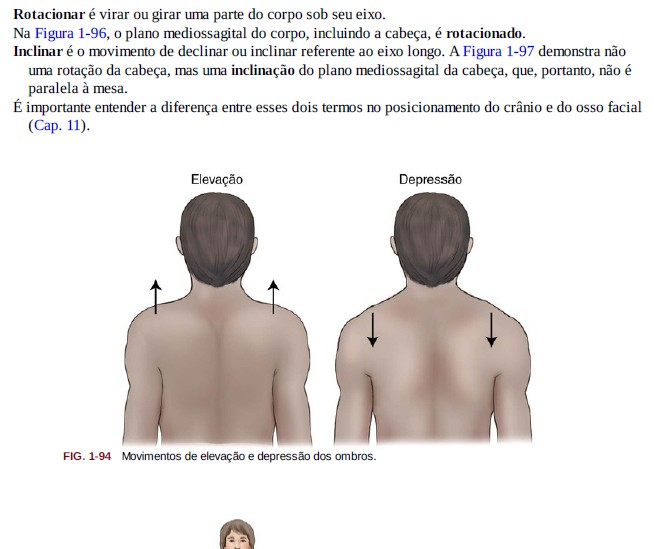 Rotacionar é virar ou girar uma parte do corpo sob seu eixo.
Na Figura 1-96, o plano mediossagital do corpo, incluindo a cabeça, é rotacionado.
Inclinar é o movimento de declinar ou inclinar referente ao eixo longo. A Figura 1-97 demonstra não
uma rotação da cabeça, mas uma inclinação do plano mediossagital da cabeça, que, portanto, não é
paralela à mesa.
É importante entender a diferença entre esses dois termos no posicionamento do crânio e do osso facial
(Cap. 11).
Elevação Depressão
FIG. 1-94 Movimentos de elevação e depressão dos ombros.